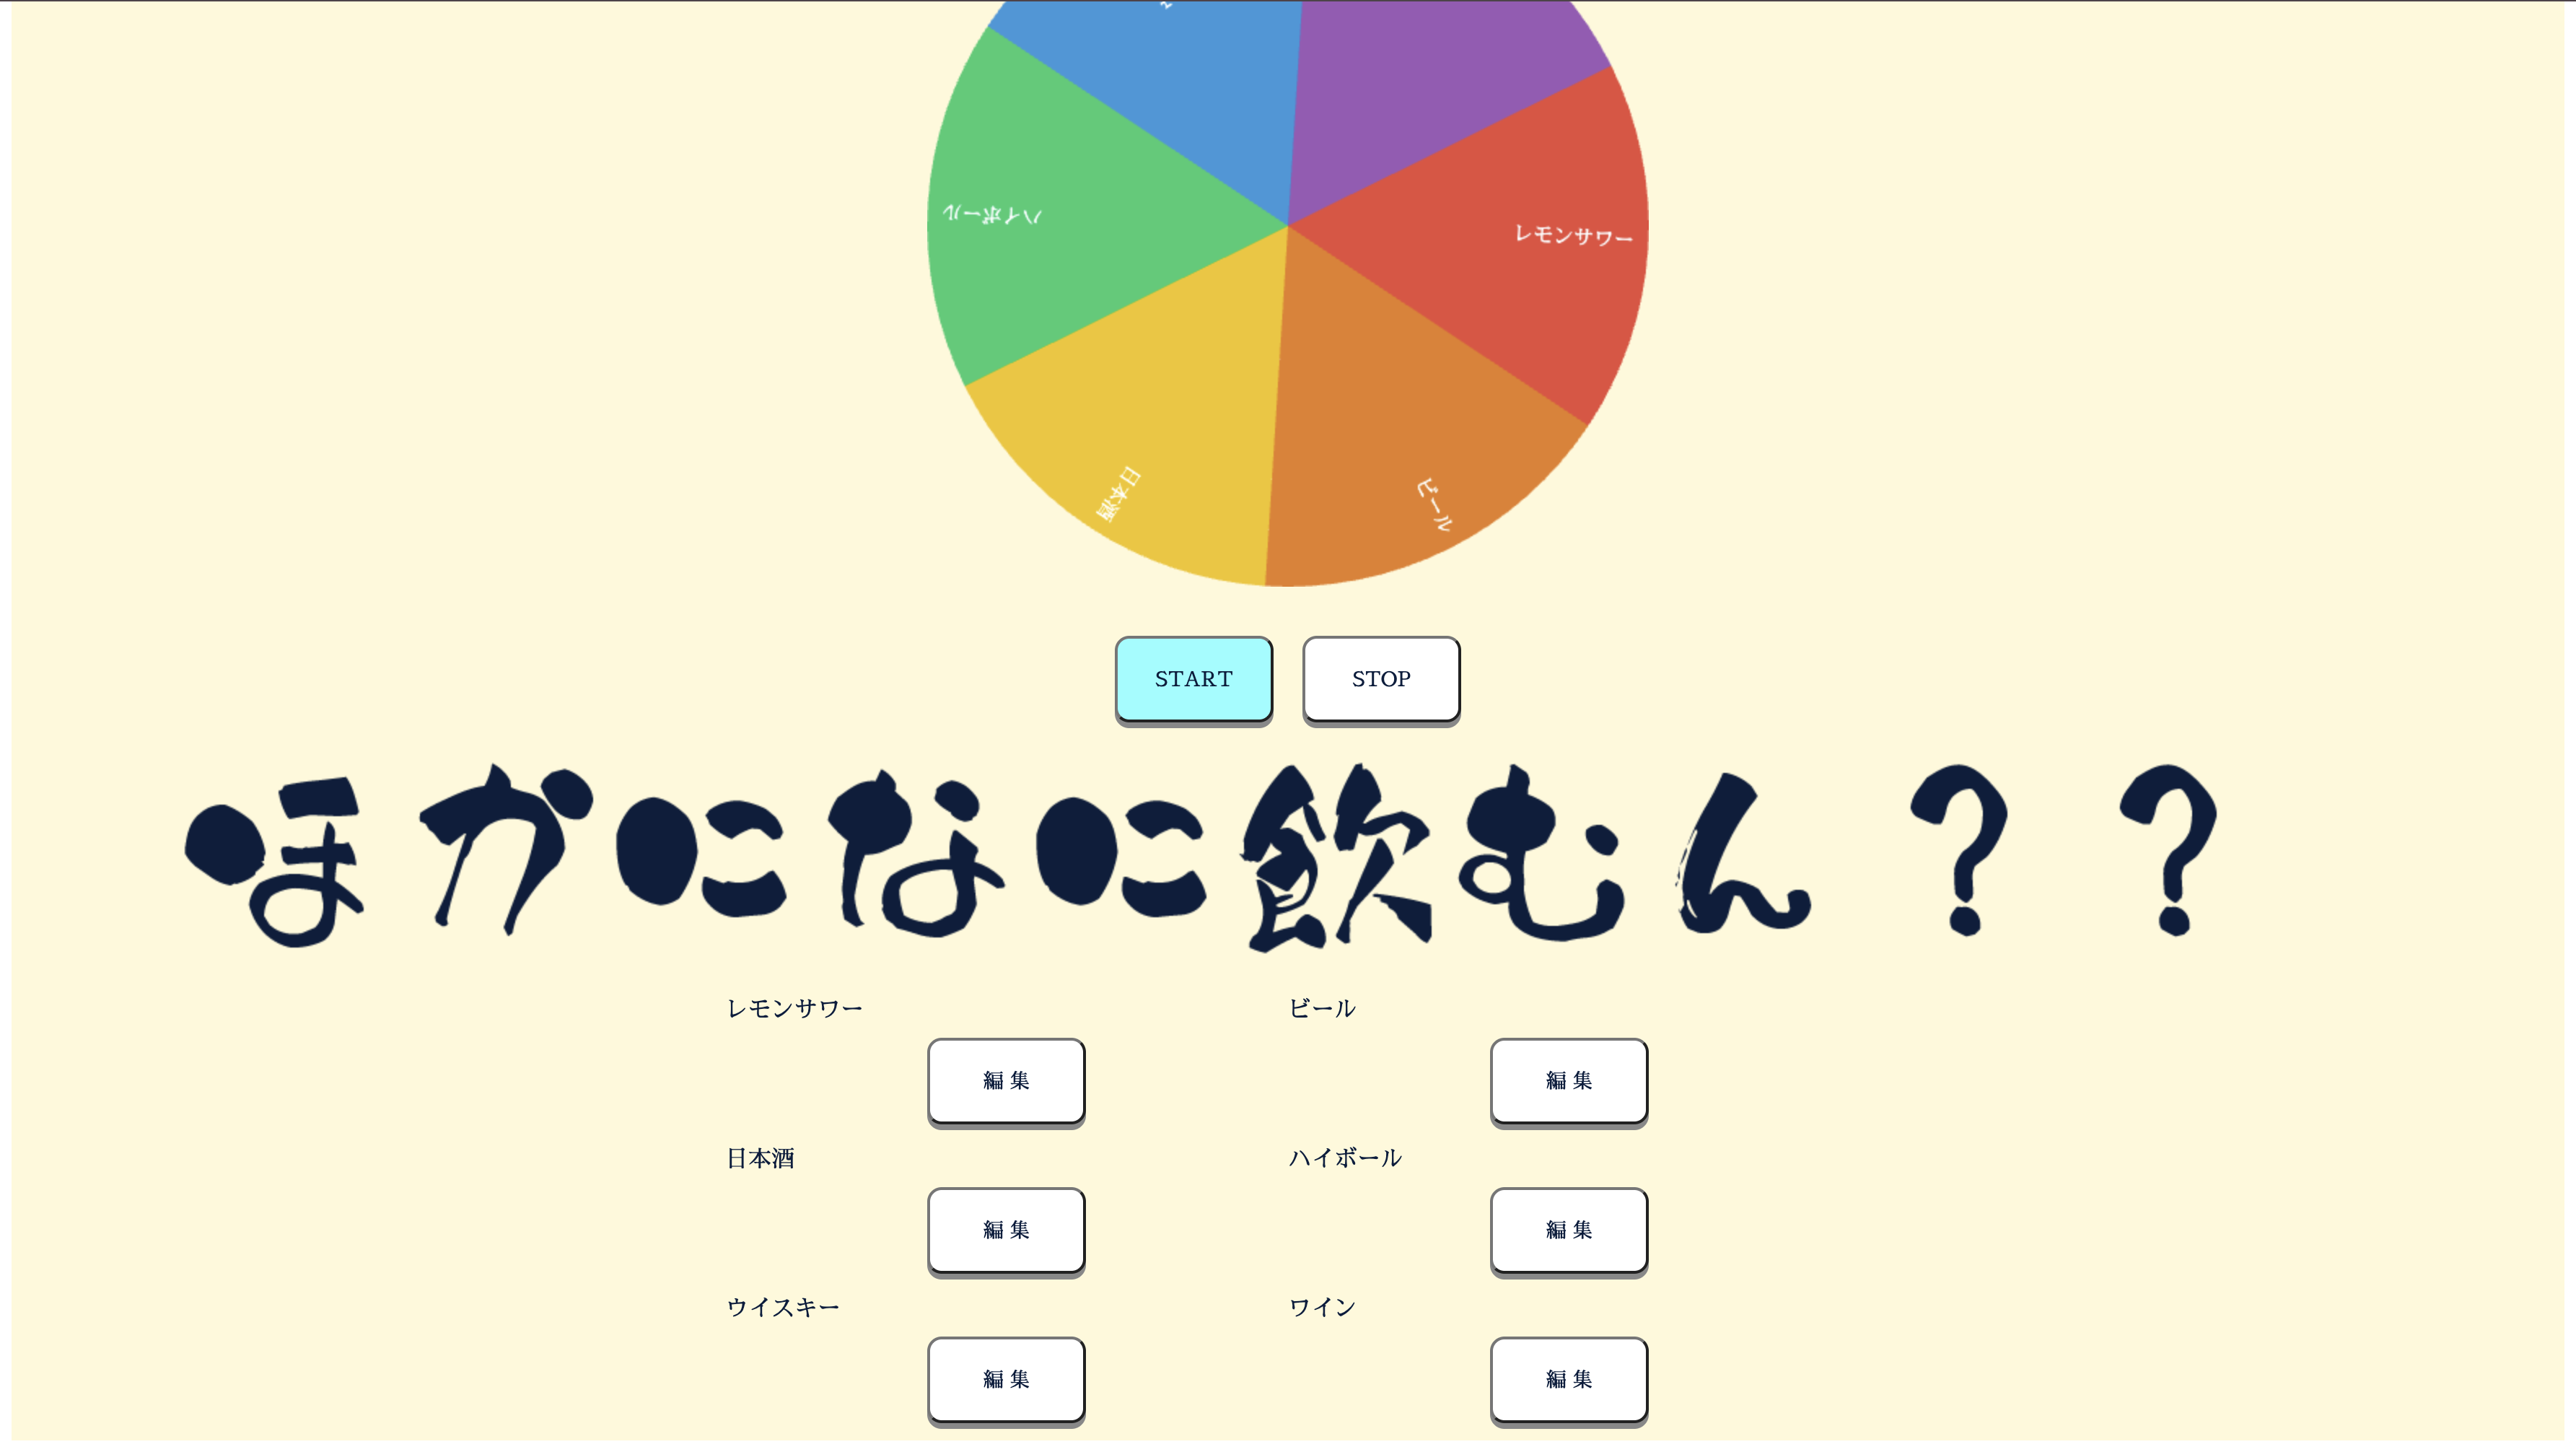 ハイボール
レモンサワー
日本酒
ビール
START
STOP
ほかになに飲むん??
レモンサワー
ビール
編集
編集
日本酒
ハイボール
編集
編集
ウイスキー
ワイン
編集
編集